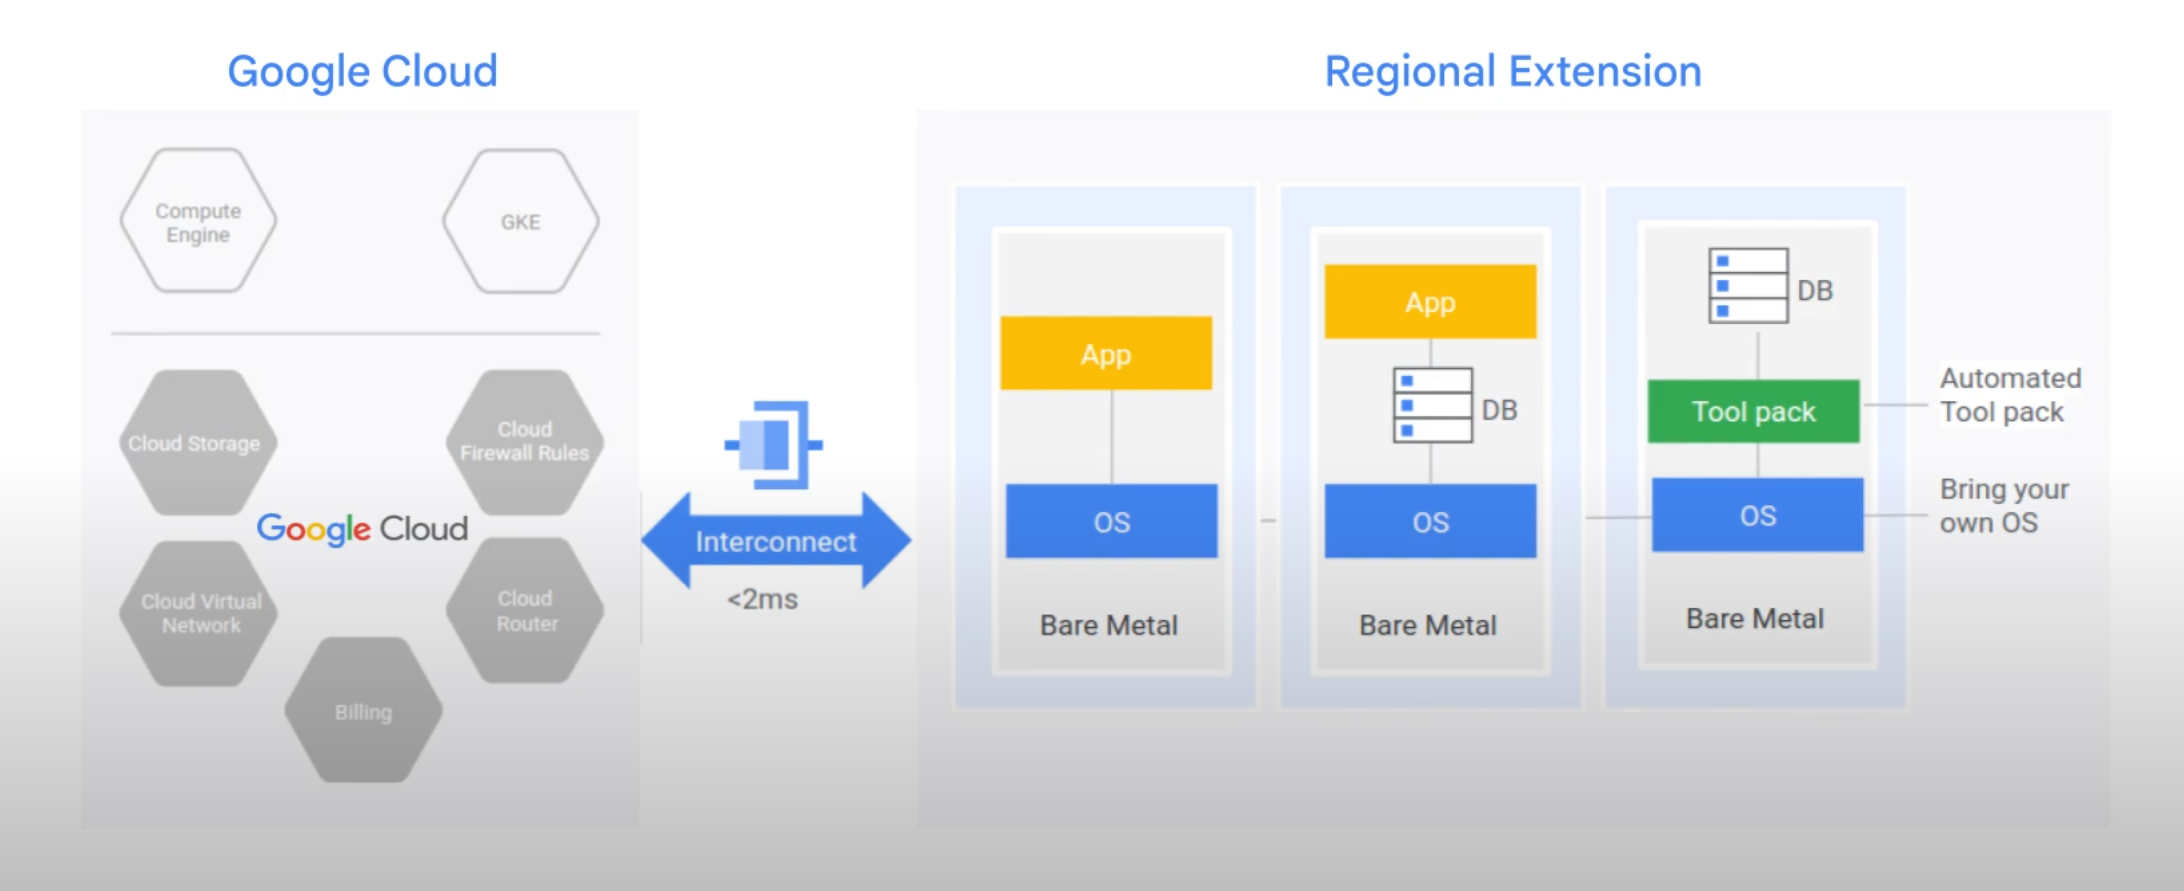 Google Cloud
Regional Extension
Compute
Engine
GKE
Cloud Storage
Cloud
Firewall Rules
Google Cloud
Cloud Virtual
Network
Cloud
Router
Billing
Interconnect
<2ms
App
OS
Bare Metal
App
DB
OS
Bare Metal
DB
Tool pack
OS
Bare Metal
Automated
Tool pack
Bring your
own OS